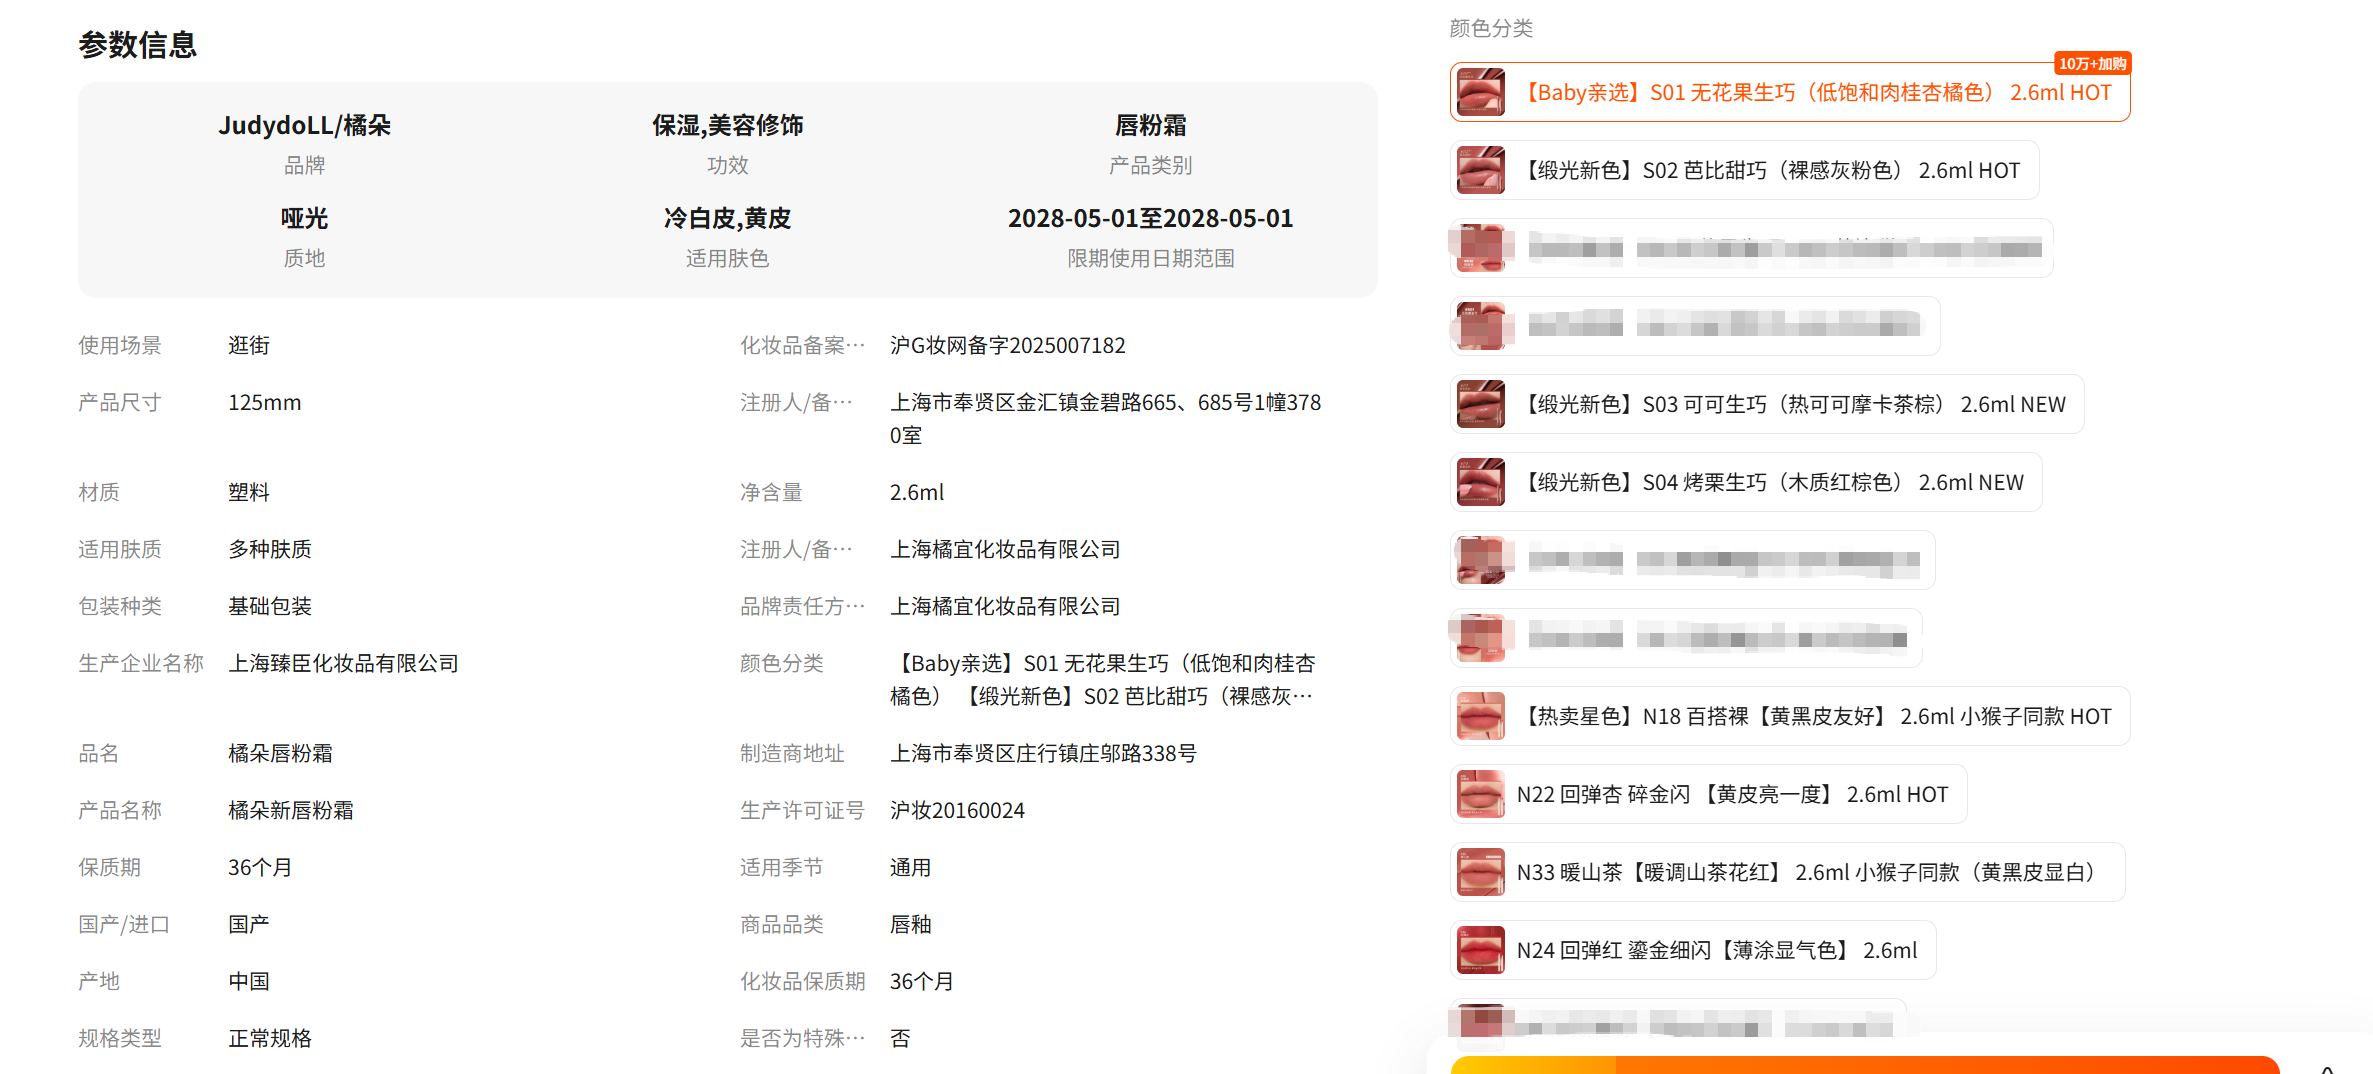 参数信息
JudydoLL/橘朵
品牌
保湿,美容修饰
功效
唇粉霜
产品类别
哑光
质地
冷白皮,黄皮
适用肤色
2028-05-01至2028-05-01
限期使用日期范围
使用场景 逛街
化妆品备案… 沪G妆网备字2025007182
产品尺寸 125mm
注册人/备… 上海市奉贤区金汇镇金碧路665、685号1幢378
0室
材质 塑料
净含量 2.6ml
适用肤质 多种肤质
注册人/备… 上海橘宜化妆品有限公司
包装种类 基础包装
品牌责任方… 上海橘宜化妆品有限公司
生产企业名称 上海臻臣化妆品有限公司
颜色分类 【Baby亲选】S01 无花果生巧（低饱和肉桂杏
橘色） 【缎光新色】S02 芭比甜巧（裸感灰…
品名 橘朵唇粉霜
制造商地址 上海市奉贤区庄行镇庄邬路338号
产品名称 橘朵新唇粉霜
生产许可证号 沪妆20160024
保质期 36个月
适用季节 通用
国产/进口 国产
商品品类 唇釉
产地 中国
化妆品保质期 36个月
规格类型 正常规格
是否为特殊… 否
颜色分类
10万+加购
【Baby亲选】S01 无花果生巧（低饱和肉桂杏橘色） 2.6ml HOT
【缎光新色】S02 芭比甜巧（裸感灰粉色） 2.6ml HOT
【缎光新色】S03 可可生巧（热可可摩卡茶棕） 2.6ml NEW
【缎光新色】S04 烤栗生巧（木质红棕色） 2.6ml NEW
【热卖星色】N18 百搭裸【黄黑皮友好】 2.6ml 小猴子同款 HOT
N22 回弹杏 碎金闪 【黄皮亮一度】 2.6ml HOT
N33 暖山茶【暖调山茶花红】 2.6ml 小猴子同款（黄黑皮显白）
N24 回弹红 鎏金细闪【薄涂显气色】 2.6ml